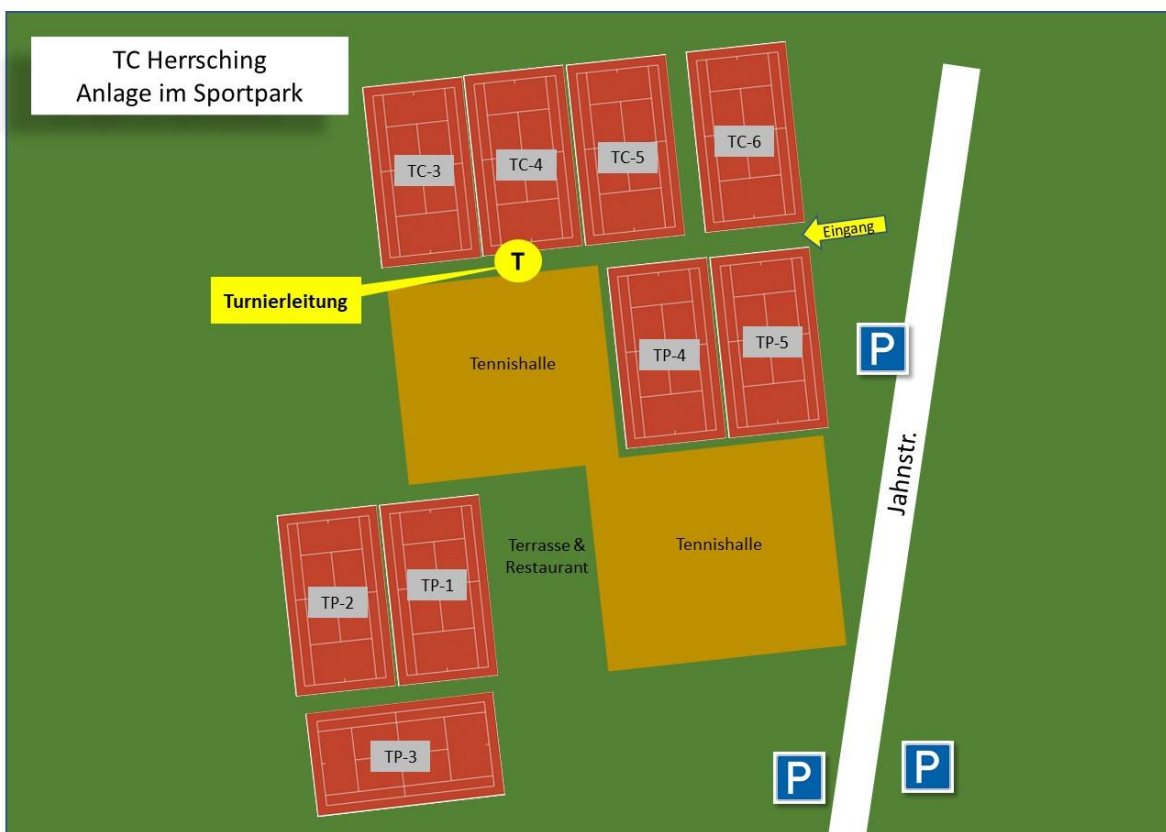 TC Herrsching
Anlage im Sportpark
TC-3
TC-4
TC-5
TC-6
Eingang
T
Turnierleitung
Tennishalle
TP-4
TP-5
P
Jahnstr.
Terrasse &
Restaurant
Tennishalle
TP-2
TP-1
TP-3
P
P